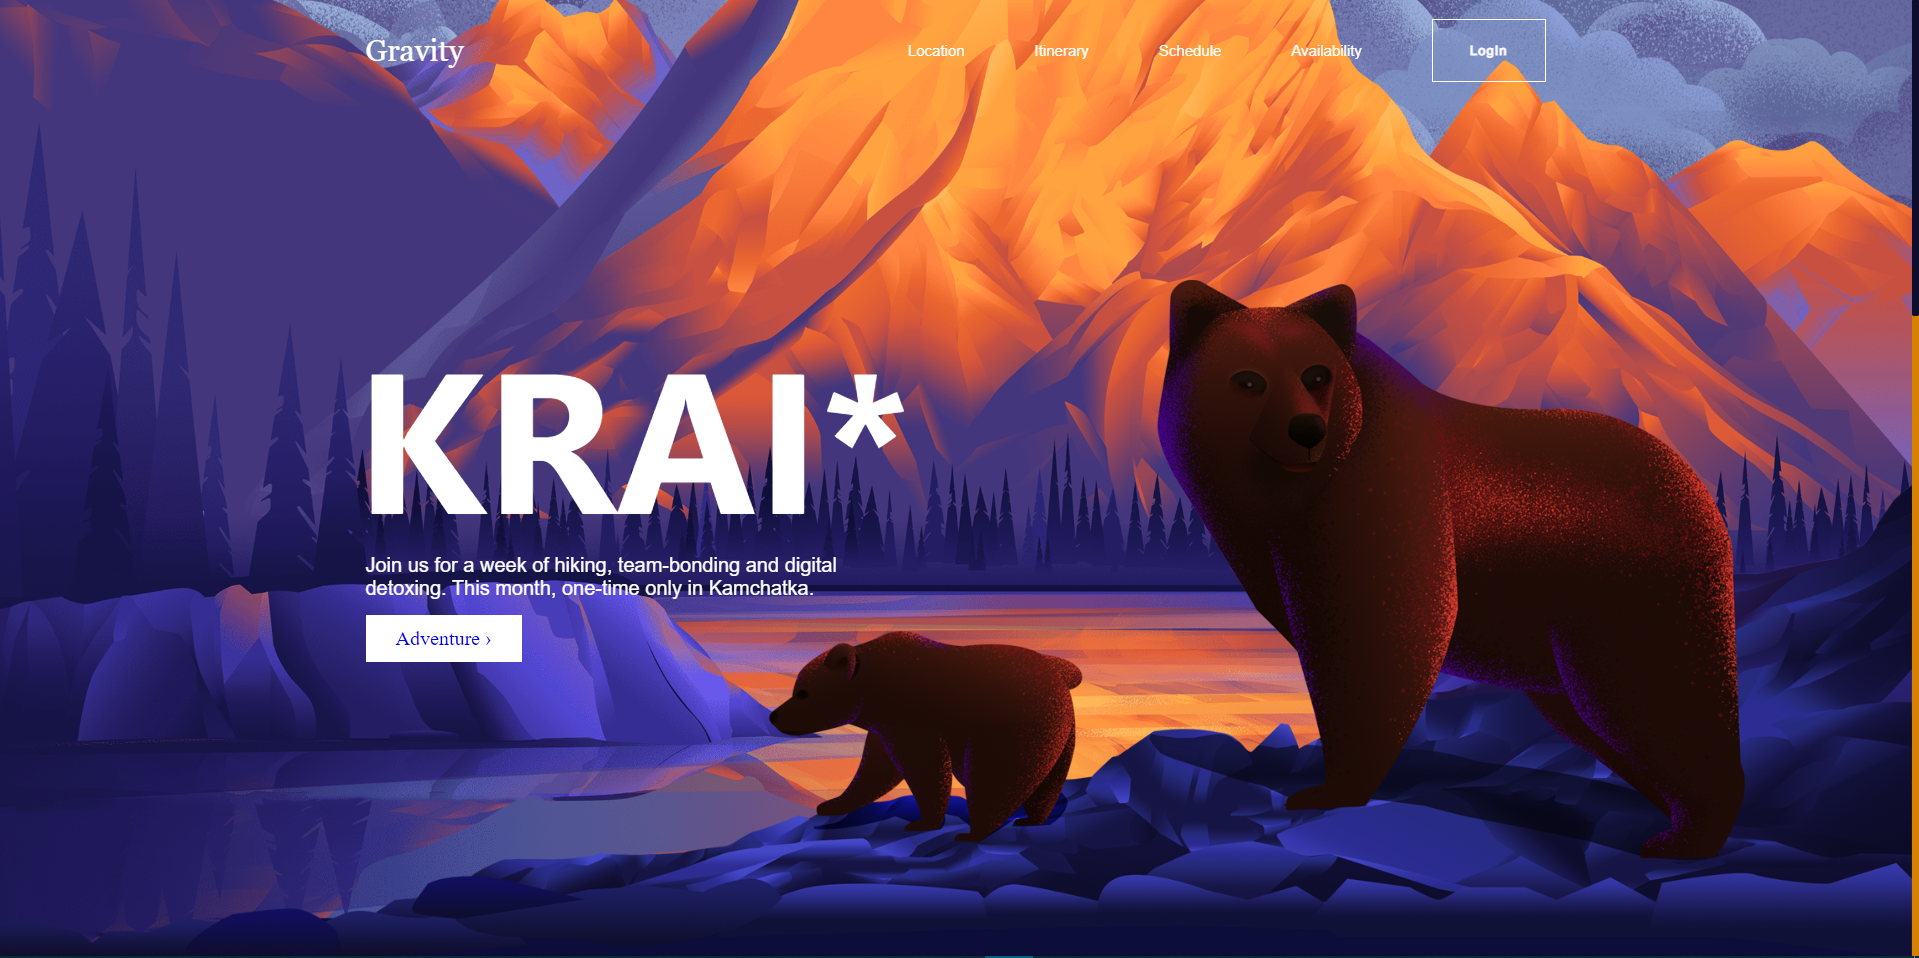 Gravity
Location
Itinerary
Schedule
Availability
LogIn
KRAI*
Join us for a week of hiking, team-bonding and digital
detoxing. This month, one-time only in Kamchatka.
Adventure ›